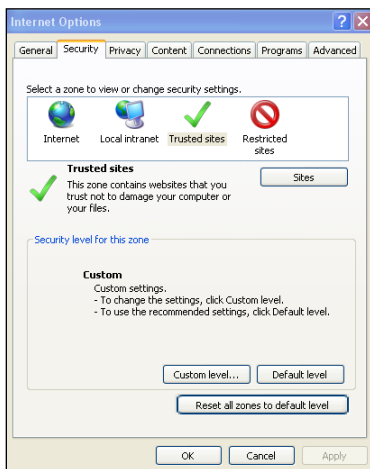 Internet Options
General Security Privacy Content Connections Programs Advanced
Select a zone to view or change security settings.
Internet Local intranet Trusted sites Restricted sites
Trusted sites
This zone contains websites that you
trust not to damage your computer or
your files.
Sites
Security level for this zone
Custom
Custom settings.
- To change the settings, click Custom level.
- To use the recommended settings, click Default level.
Custom level... Default level
Reset all zones to default level
OK Cancel Apply